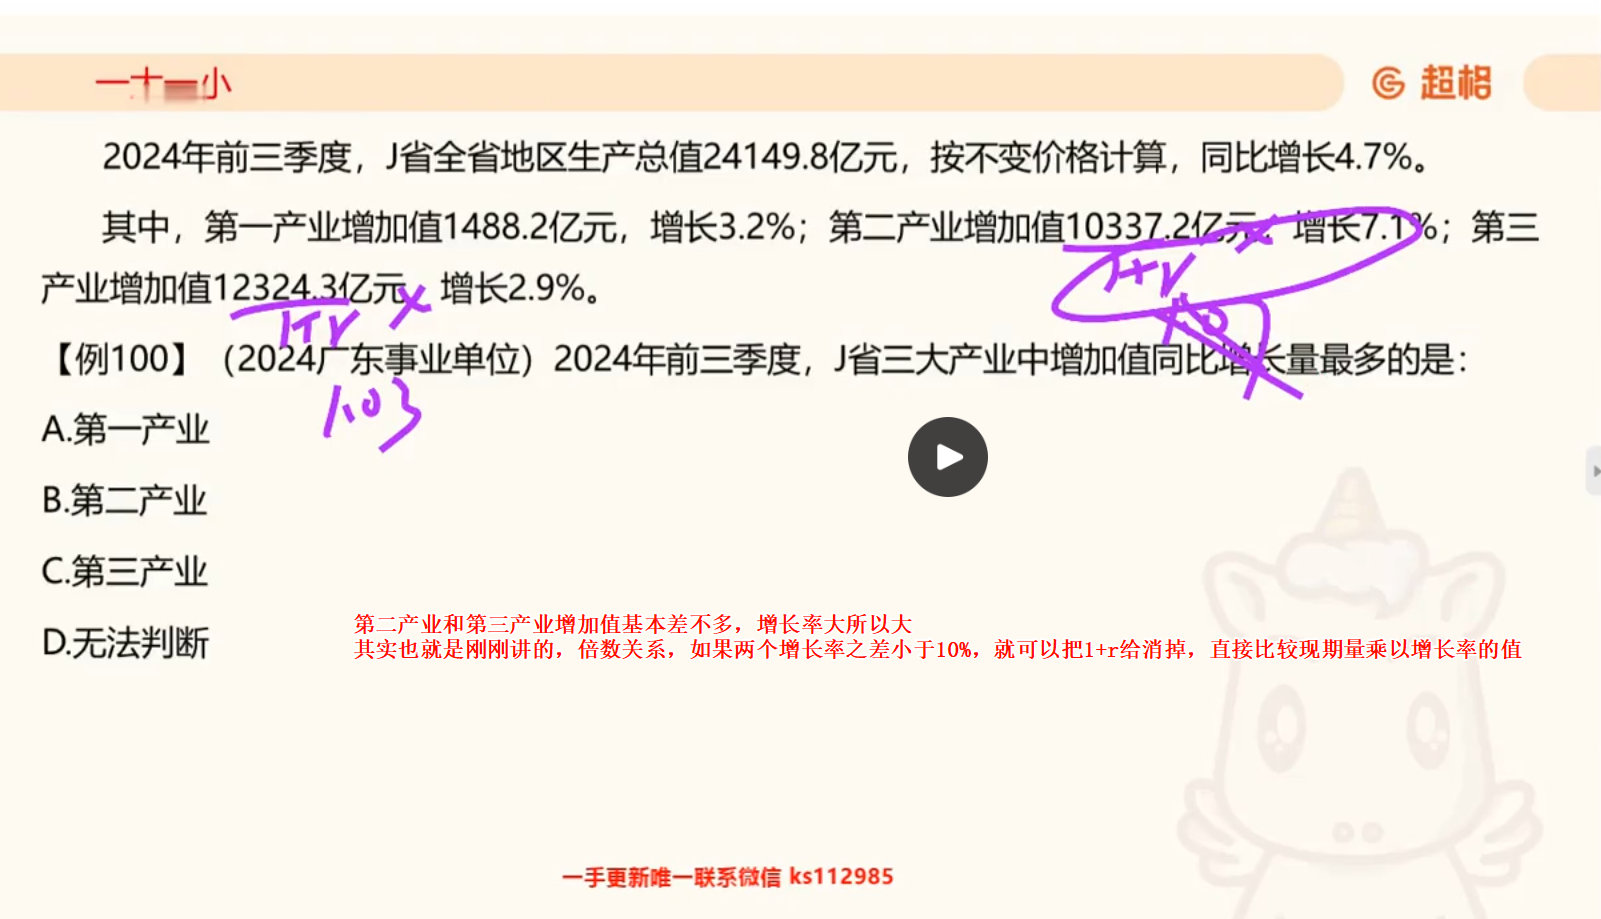 一十一小
超格
2024年前三季度，J省全省地区生产总值24149.8亿元，按不变价格计算，同比增长4.7%。
其中，第一产业增加值1488.2亿元，增长3.2%；第二产业增加值10337.2亿元，增长7.1%；第三
产业增加值12324.3亿元，增长2.9%。
1+r ×
1+r ×
【例100】（2024广东事业单位）2024年前三季度，J省三大产业中增加值同比增长量最多的是：
1.03
A.第一产业
B.第二产业
C.第三产业
D.无法判断
第二产业和第三产业增加值基本差不多，增长率大所以大
其实也就是刚刚讲的，倍数关系，如果两个增长率之差小于10%，就可以把1+r给消掉，直接比较现期量乘以增长率的值
一手更新唯一联系微信 ks112985